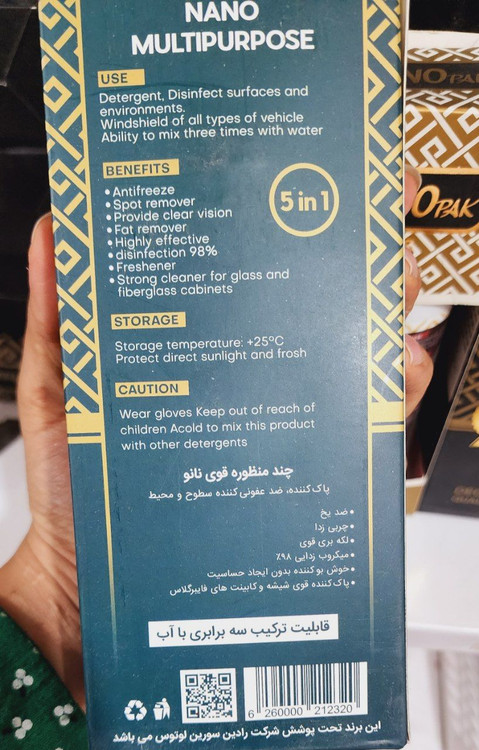 NANO
MULTIPURPOSE
USE
Detergent, Disinfect surfaces and
environments.
Windshield of all types of vehicle
Ability to mix three times with water
BENEFITS
• Antifreeze
• Spot remover
• Provide clear vision
• Fat remover
• Highly effective
• disinfection 98%
• Freshener
• Strong cleaner for glass and
fiberglass cabinets
5 in 1
STORAGE
Storage temperature: +25ºC
Protect direct sunlight and frosh
CAUTION
Wear gloves Keep out of reach of
children Acold to mix this product
with other detergents
چند منظوره قوی نانو
پاک کننده، ضد عفونی کننده سطوح و محیط
• ضد یخ
• چربی زدا
• لکه بری قوی
• میکروب زدایی ۹۸٪
• خوش بو کننده بدون ایجاد حساسیت
• پاک کننده قوی شیشه و کابینت های فایبرگلاس
قابلیت ترکیب سه برابری با آب
6 260000 212320
این برند تحت پوشش شرکت رادین سورین لوتوس می باشد
NO PAK
OPAK